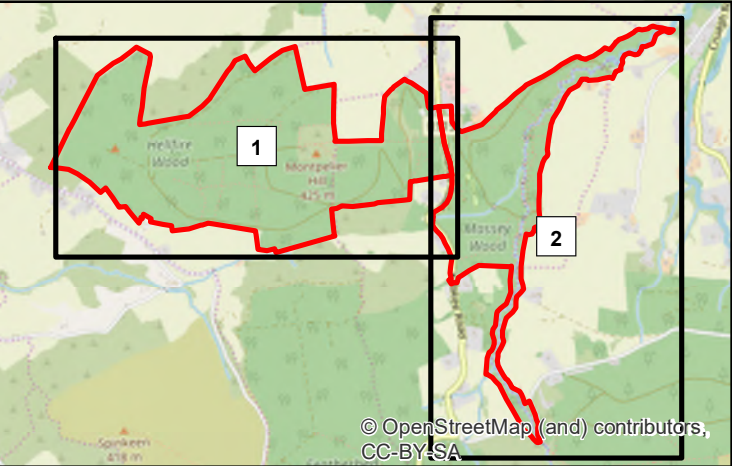 1
Hellfire
Wood
Montpelier
Hill
425 m
Massey
Wood
2
Spinkeen
418 m
© OpenStreetMap (and) contributors,
CC-BY-SA